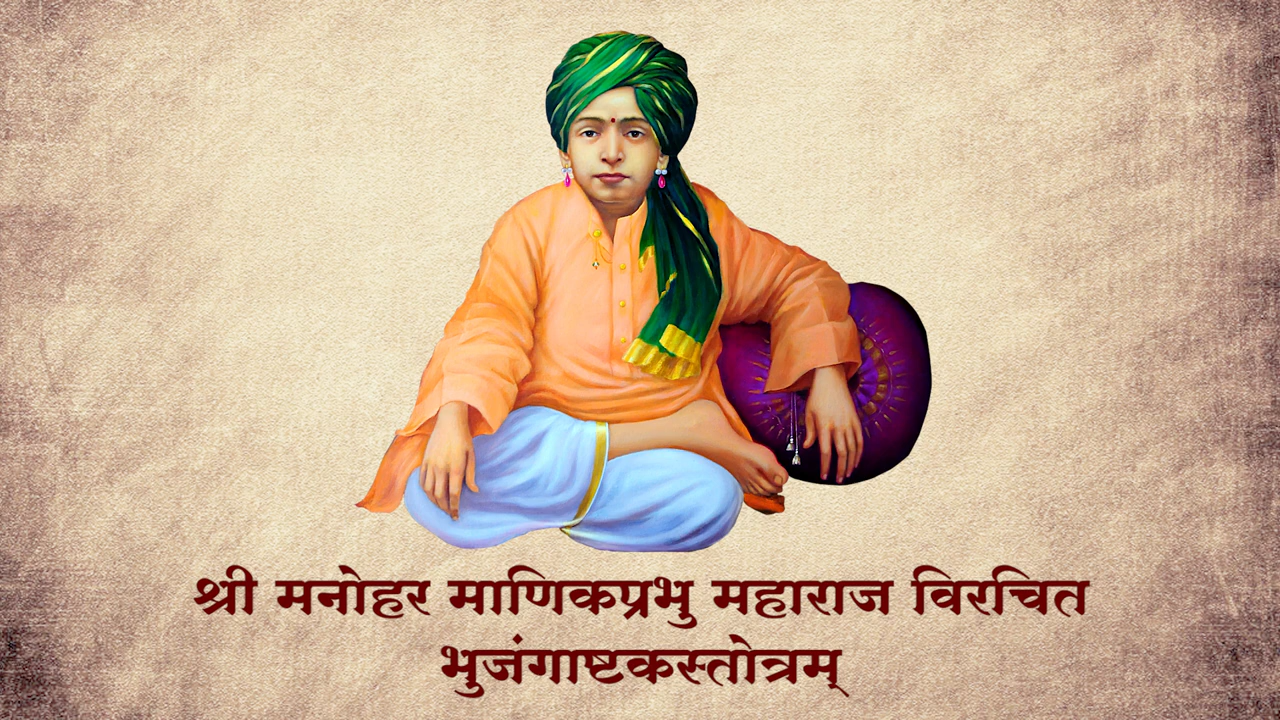 श्री मनोहर माणिकप्रभु महाराज विरचित
भुजंगाष्टकस्तोत्रम्